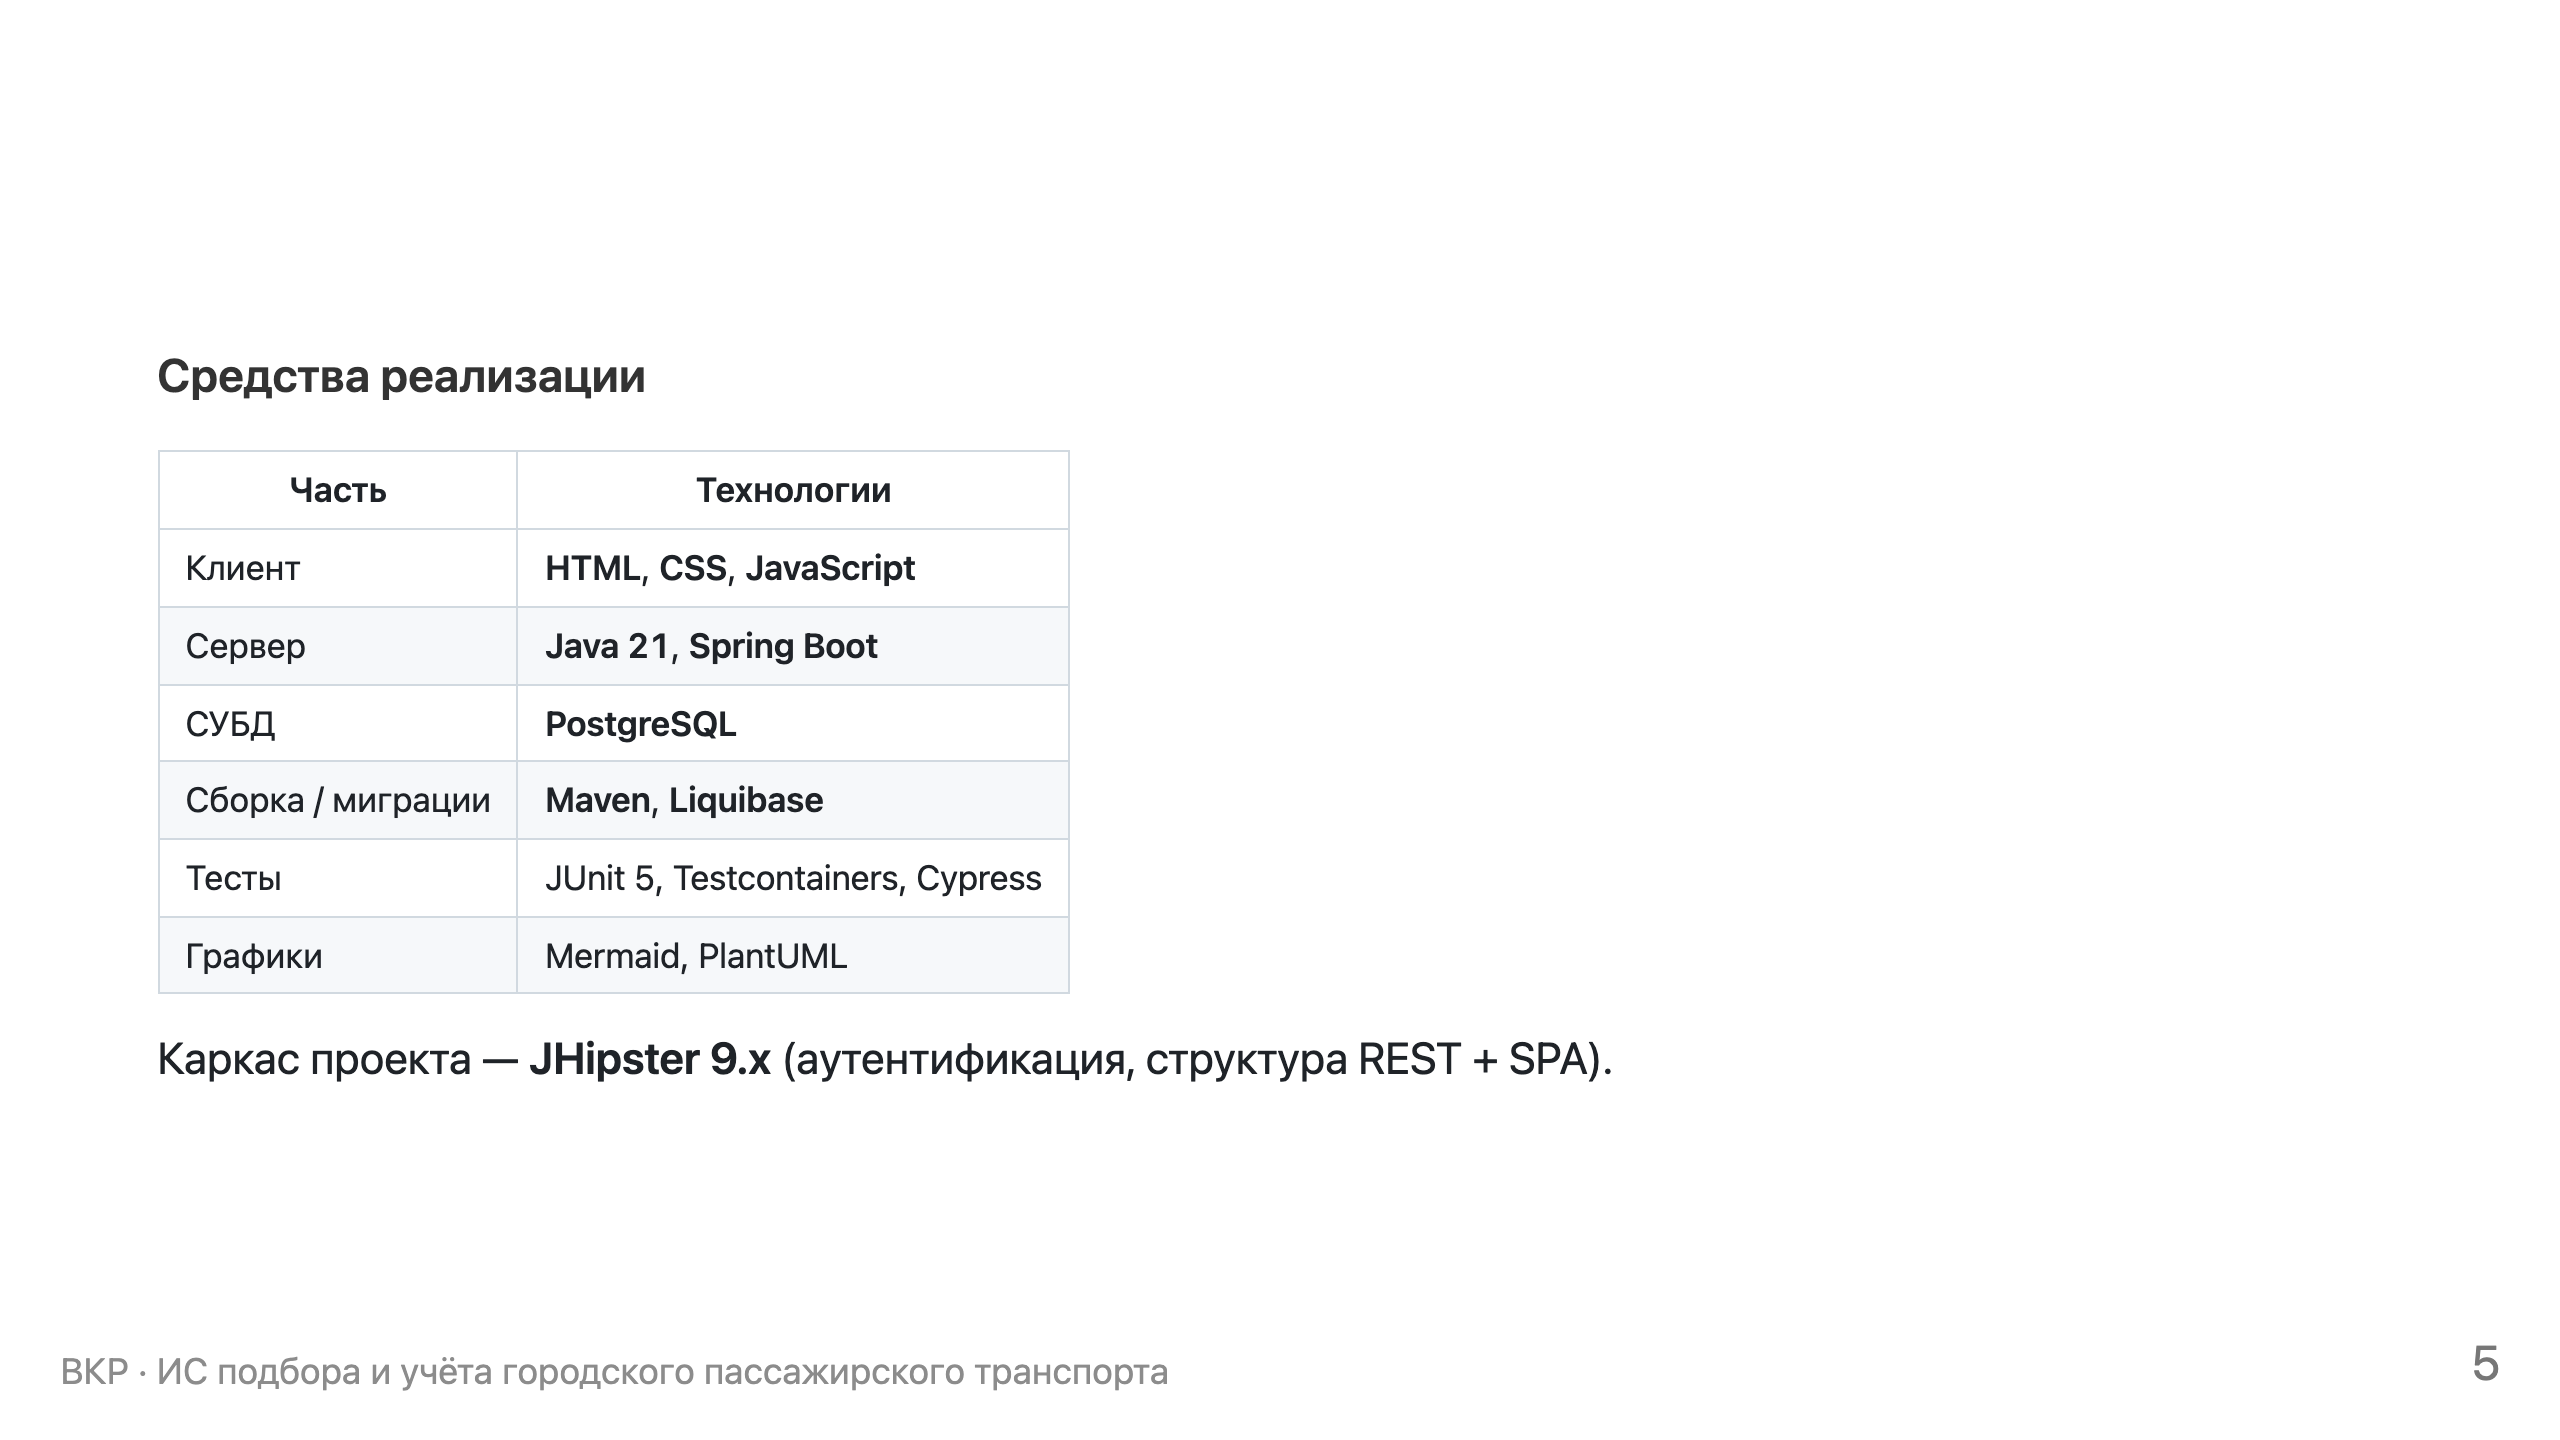 Средства реализации
Часть Технологии
Клиент HTML, CSS, JavaScript
Сервер Java 21, Spring Boot
СУБД PostgreSQL
Сборка / миграции Maven, Liquibase
Тесты JUnit 5, Testcontainers, Cypress
Графики Mermaid, PlantUML
Каркас проекта — JHipster 9.x (аутентификация, структура REST + SPA).
ВКР · ИС подбора и учёта городского пассажирского транспорта 5